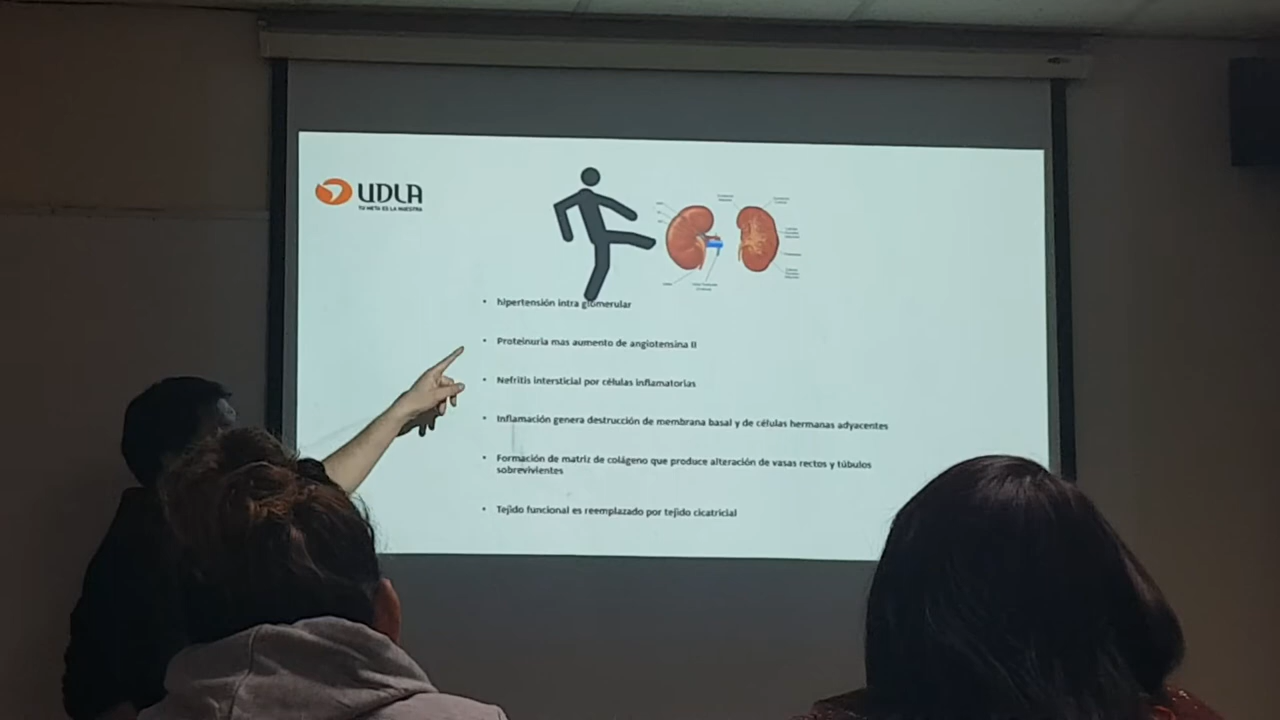 UDLA
TU META ES LA NUESTRA
hipertensión intra glomerular
Proteinuria mas aumento de angiotensina II
Nefritis intersticial por células inflamatorias
Inflamación genera destrucción de membrana basal y de células hermanas adyacentes
Formación de matriz de colágeno que produce alteración de vasas rectos y túbulos
sobrevivientes
Tejido funcional es reemplazado por tejido cicatricial